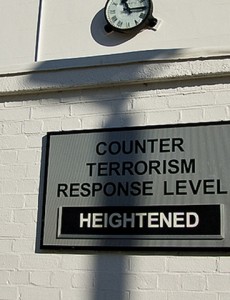 COUNTER
TERRORISM
RESPONSE LEVEL
HEIGHTENED